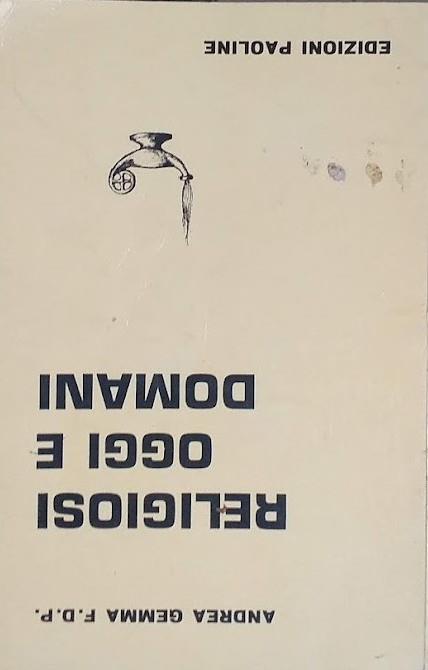 ANDREA GEMMA F.D.P.
RELIGIOSI
OGGI E
DOMANI
EDIZIONI PAOLINE